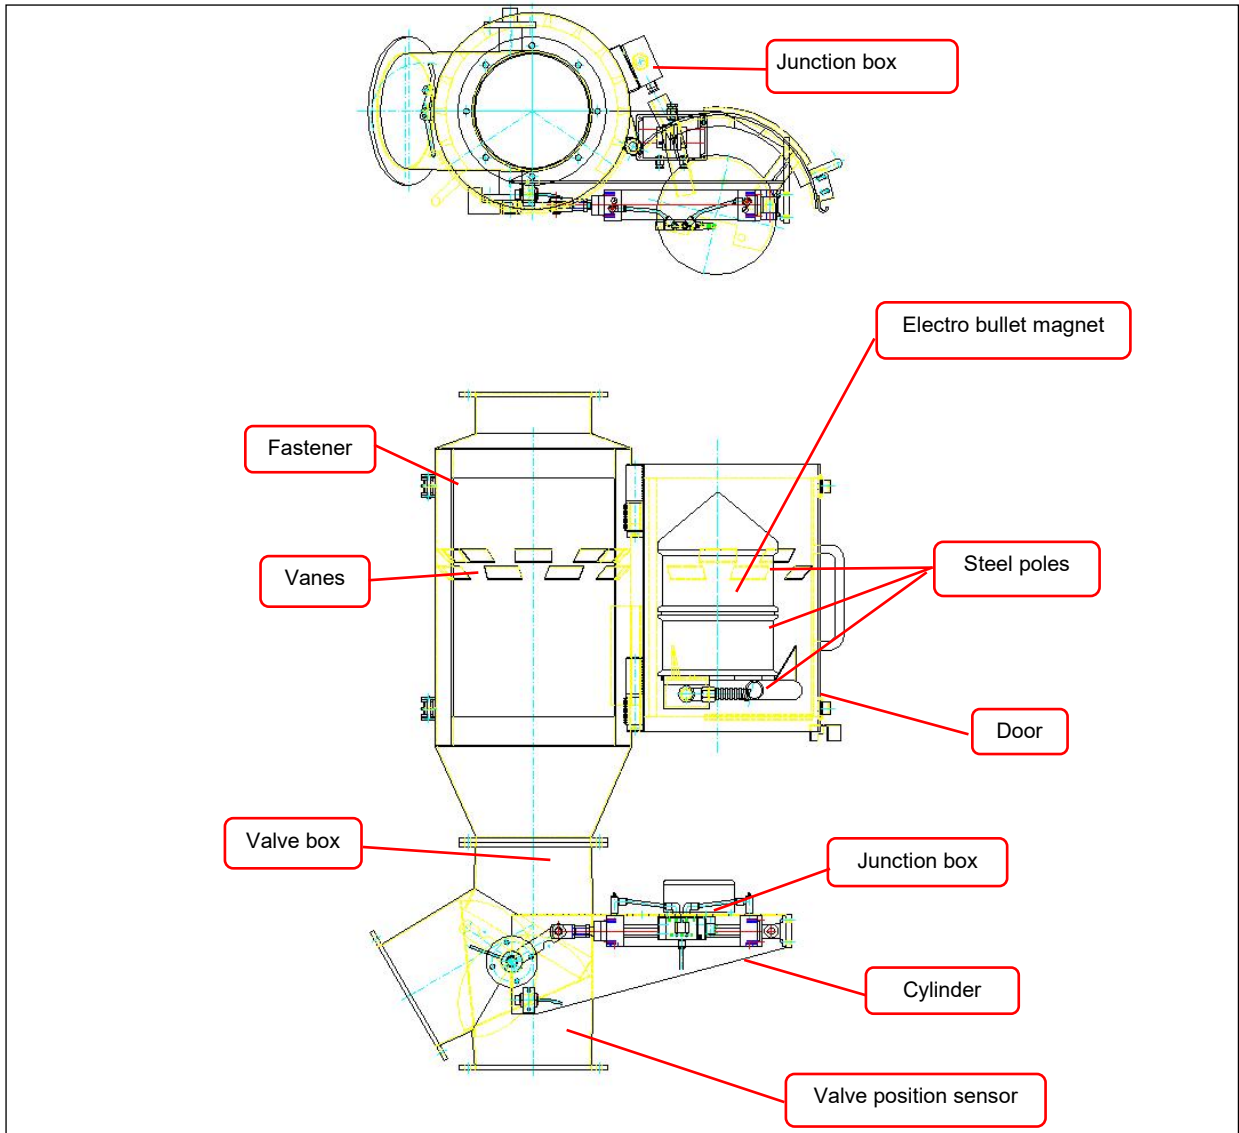 Junction box
Electro bullet magnet
Fastener
Vanes
Steel poles
Door
Valve box
Junction box
Cylinder
Valve position sensor